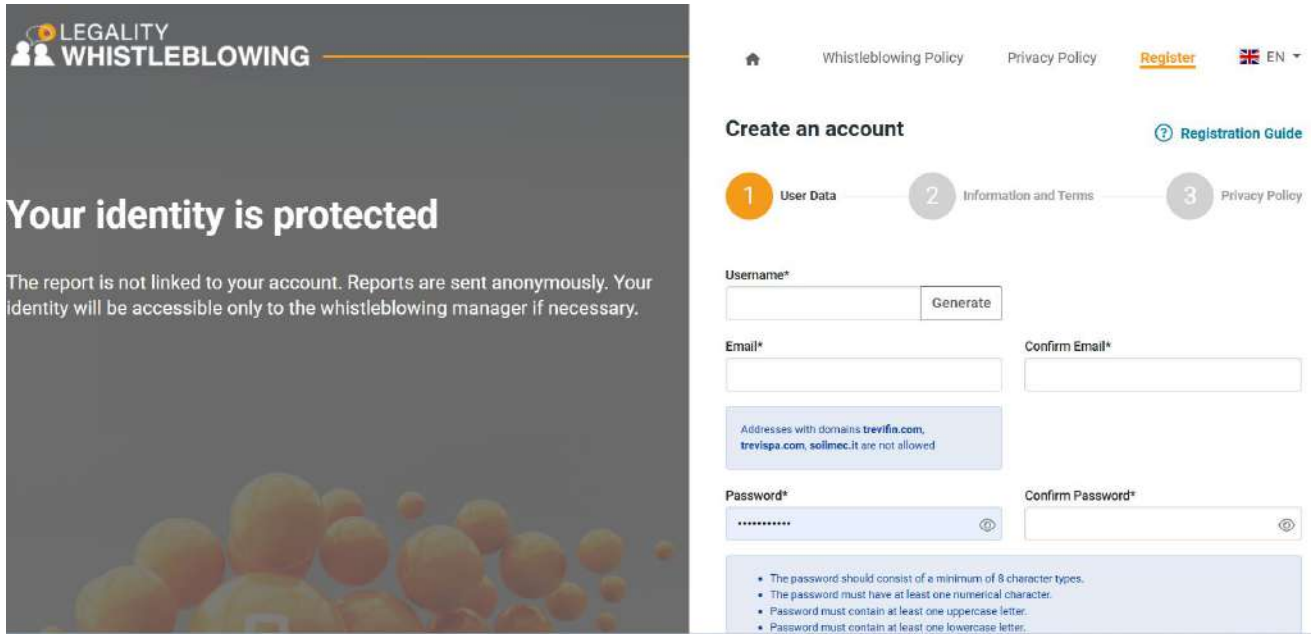 LEGALITY
WHISTLEBLOWING
Whistleblowing Policy Privacy Policy Register EN
Your identity is protected
The report is not linked to your account. Reports are sent anonymously. Your
identity will be accessible only to the whistleblowing manager if necessary.
Create an account
? Registration Guide
1 User Data 2 Information and Terms 3 Privacy Policy
Username*
Generate
Email* Confirm Email*
Addresses with domains trevifin.com,
trevispa.com, soilmec.it are not allowed
Password* Confirm Password*
•••••••••••
• The password should consist of a minimum of 8 character types.
• The password must have at least one numerical character.
• Password must contain at least one uppercase letter.
• Password must contain at least one lowercase letter.